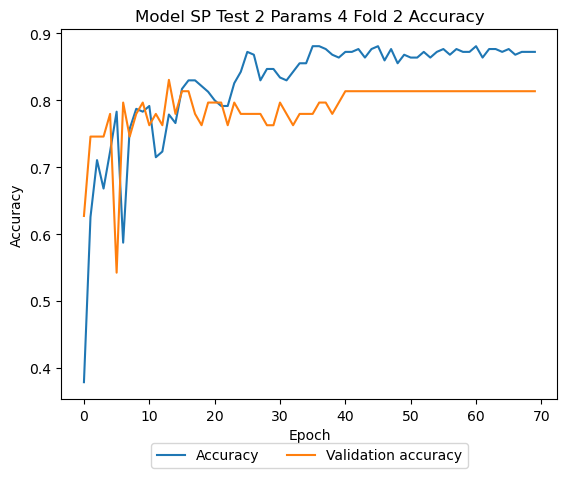 Model SP Test 2 Params 4 Fold 2 Accuracy
0.9
0.8
0.7
0.6
0.5
0.4
Accuracy
0 10 20 30 40 50 60 70
Epoch
Accuracy Validation accuracy